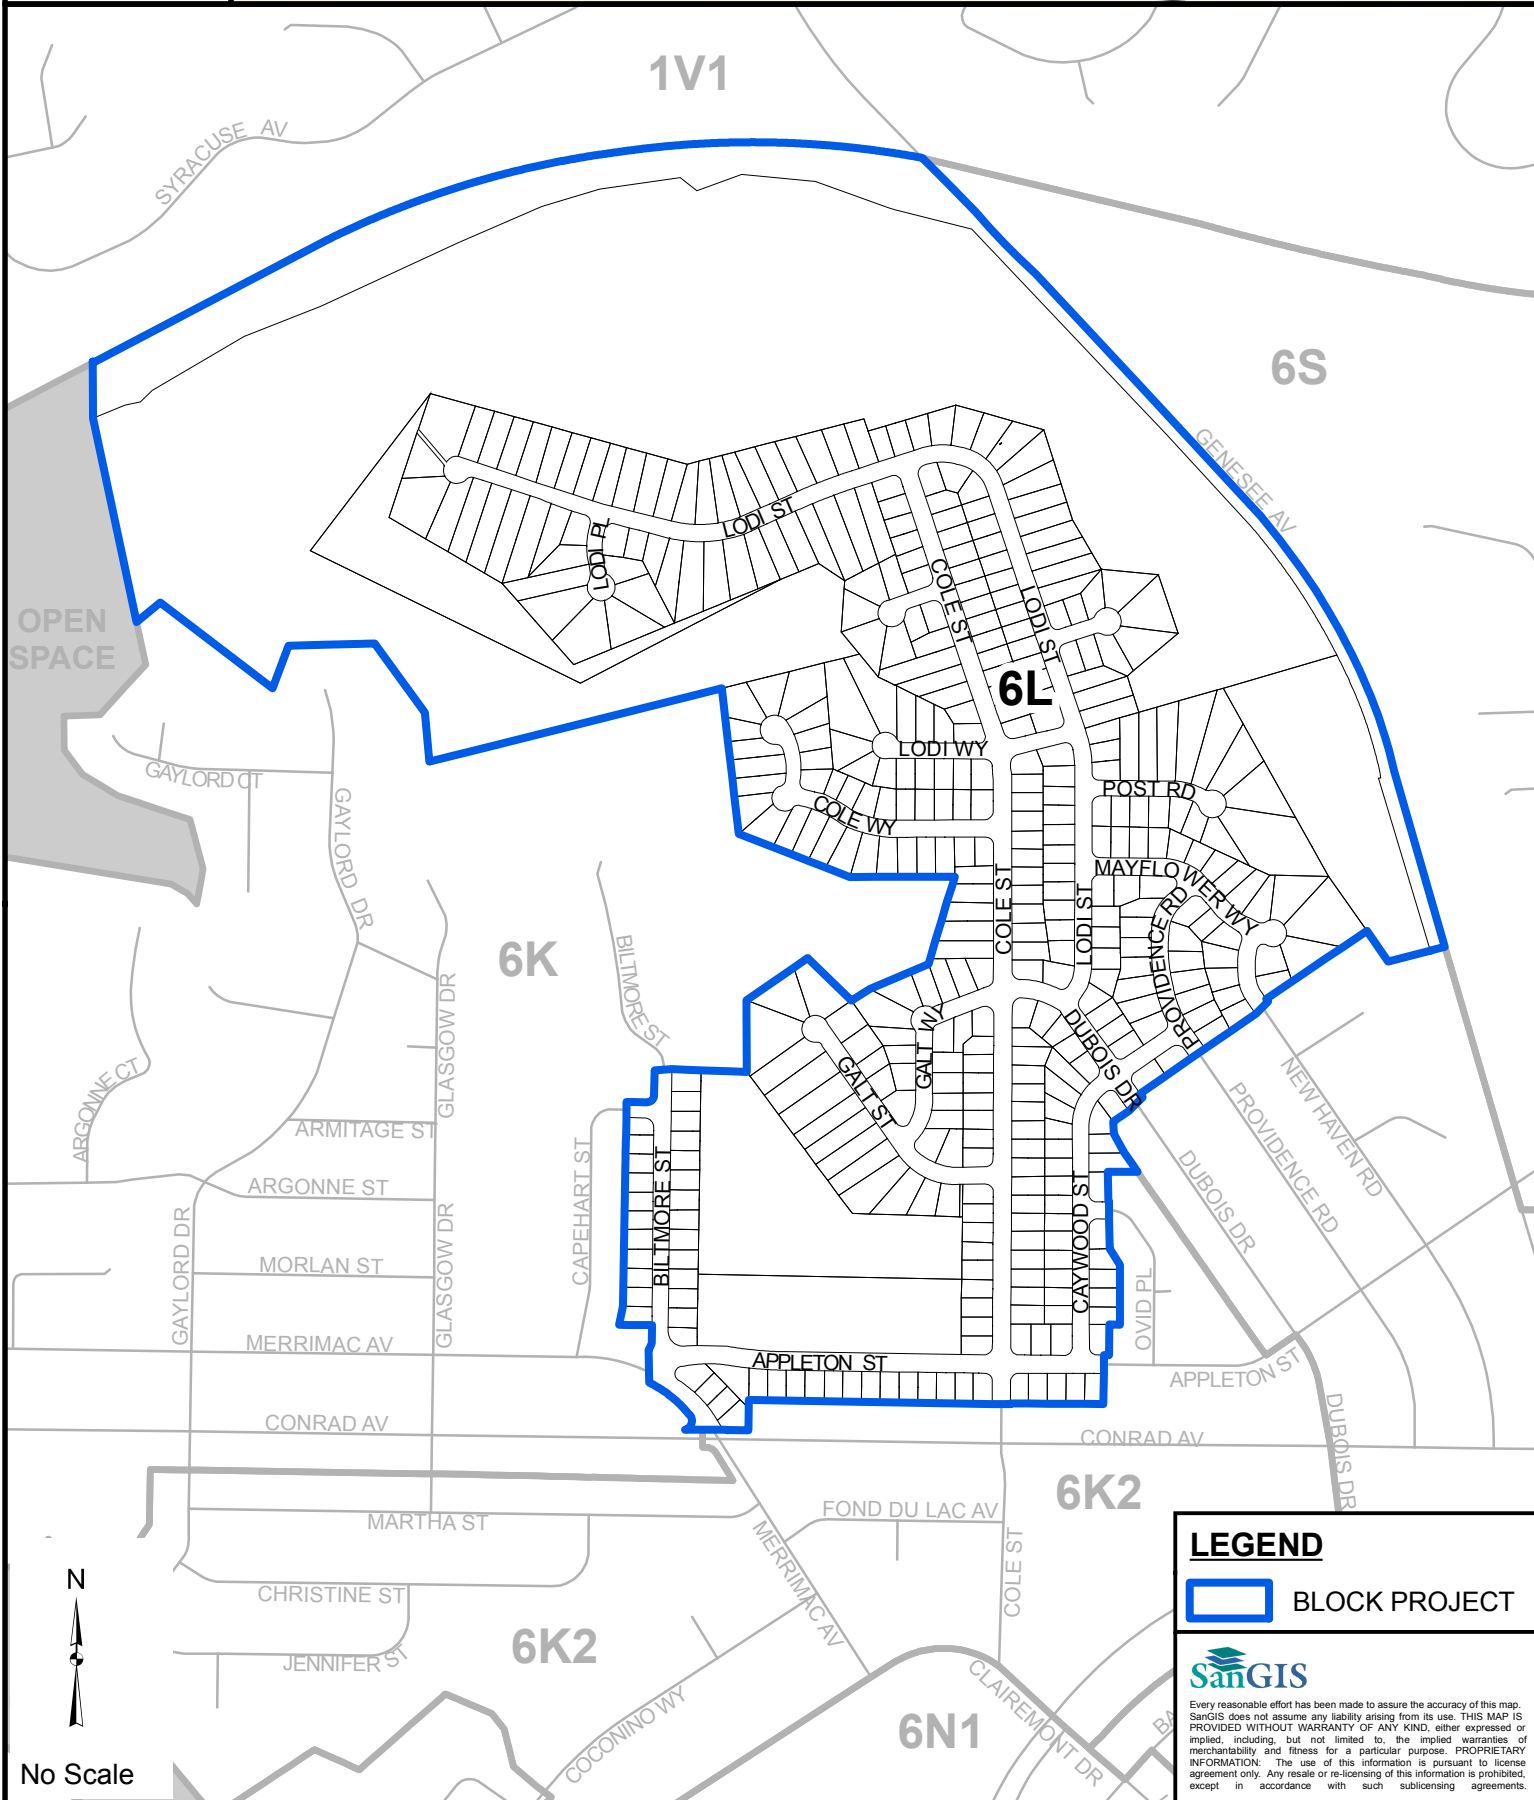 1V1
SYRACUSE AV
6S
GENESEE AV
OPEN
SPACE
LODI ST
LODI PL
COLE ST
LODI ST
6L
LODI WY
COLE WY
POST RD
MAYFLOWER WY
GAYLORD CT
GAYLORD DR
COLE ST
LODI ST
PROVIDENCE RD
6K
BILTMORE ST
GLASGOW DR
GALT WY
GALT ST
DUBOIS DR
NEW HAVEN RD
PROVIDENCE RD
DUBOIS DR
ARGONNE CT
ARMITAGE ST
ARGONNE ST
CAPEHART ST
BILTMORE ST
CAYWOOD ST
OVID PL
GAYLORD DR
MORLAN ST
GLASGOW DR
MERRIMAC AV
APPLETON ST
APPLETON ST
CONRAD AV
CONRAD AV
DUBOIS DR
6K2
MARTHA ST
FOND DU LAC AV
MERRIMAC AV
COLE ST
CHRISTINE ST
JENNIFER ST
6K2
COCONINO WY
6N1
CLAIREMONT DR
BA
N
No Scale
LEGEND
BLOCK PROJECT
SanGIS
Every reasonable effort has been made to assure the accuracy of this map.
SanGIS does not assume any liability arising from its use. THIS MAP IS
PROVIDED WITHOUT WARRANTY OF ANY KIND, either expressed or
implied, including, but not limited to, the implied warranties of
merchantability and fitness for a particular purpose. PROPRIETARY
INFORMATION: The use of this information is pursuant to license
agreement only. Any resale or re-licensing of this information is prohibited,
except in accordance with such sublicensing agreements.